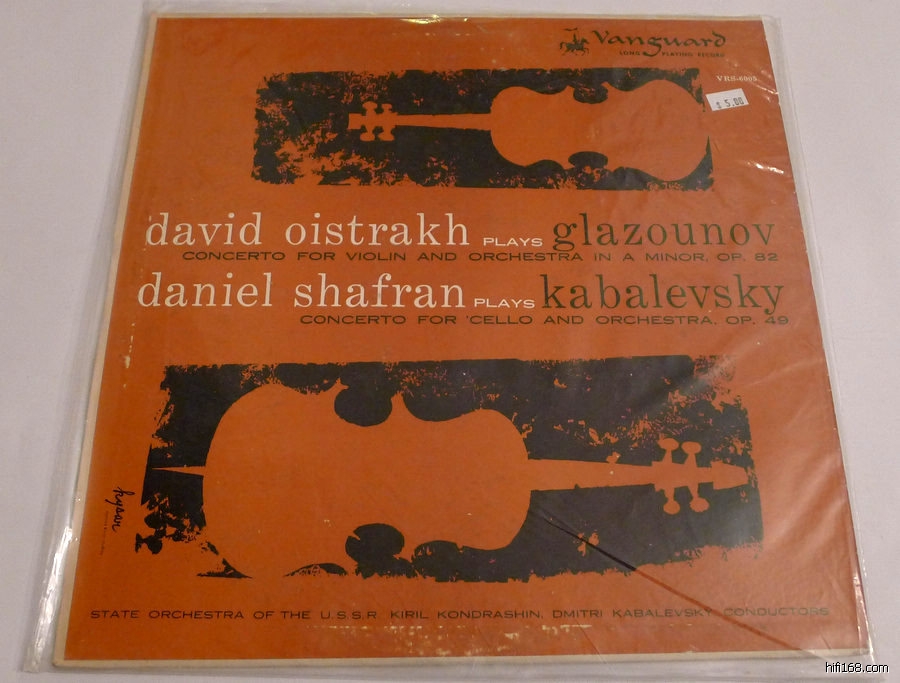 Vanguard
LONG PLAYING RECORD
VRS-6005
$ 5.00
david oistrakh PLAYS glazounov
CONCERTO FOR VIOLIN AND ORCHESTRA IN A MINOR, OP. 82
daniel shafran PLAYS kabalevsky
CONCERTO FOR 'CELLO AND ORCHESTRA, OP. 49
hysar
STATE ORCHESTRA OF THE U.S.S.R. KIRIL KONDRASHIN, DMITRI KABALEVSKY, CONDUCTORS
hifi168.com